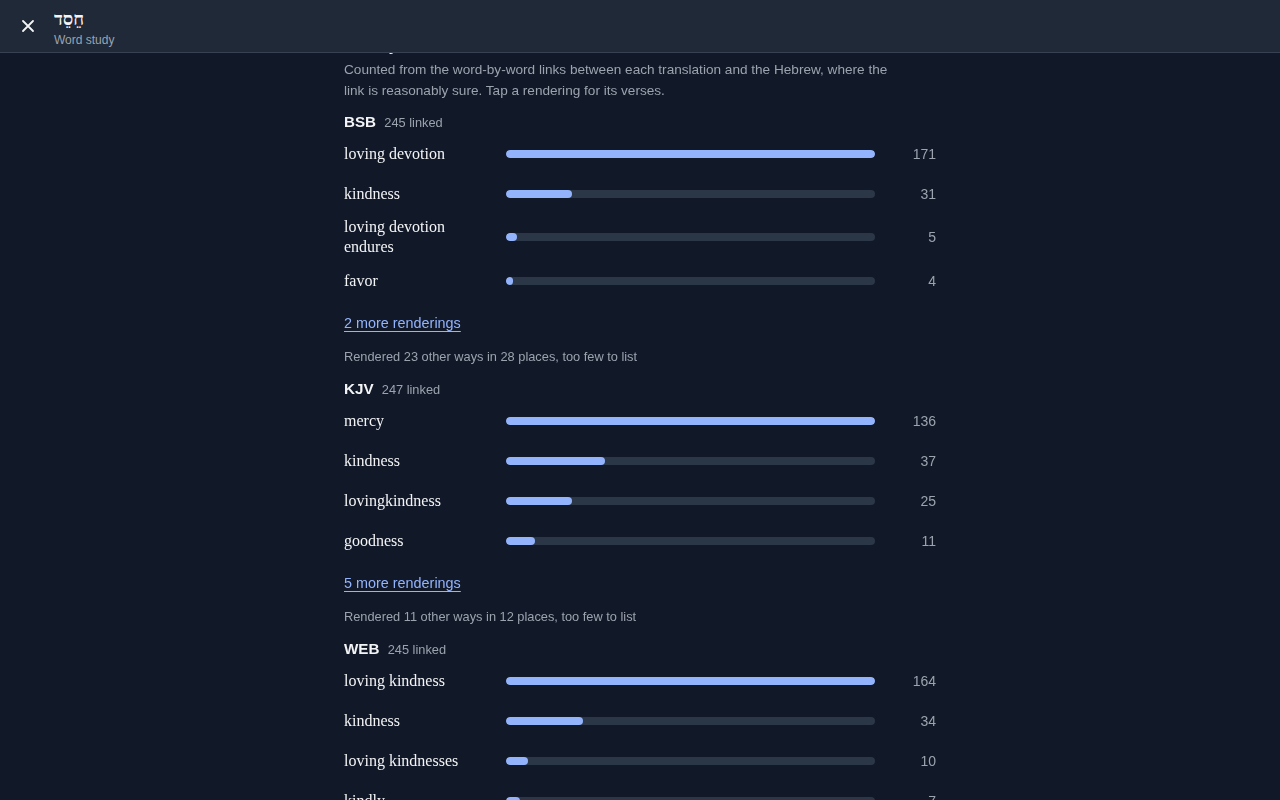 חֵסֵד
Word study
Counted from the word-by-word links between each translation and the Hebrew, where the
link is reasonably sure. Tap a rendering for its verses.
BSB 245 linked
loving devotion 171
kindness 31
loving devotion
endures 5
favor 4
2 more renderings
Rendered 23 other ways in 28 places, too few to list
KJV 247 linked
mercy 136
kindness 37
lovingkindness 25
goodness 11
5 more renderings
Rendered 11 other ways in 12 places, too few to list
WEB 245 linked
loving kindness 164
kindness 34
loving kindnesses 10
kindly 7